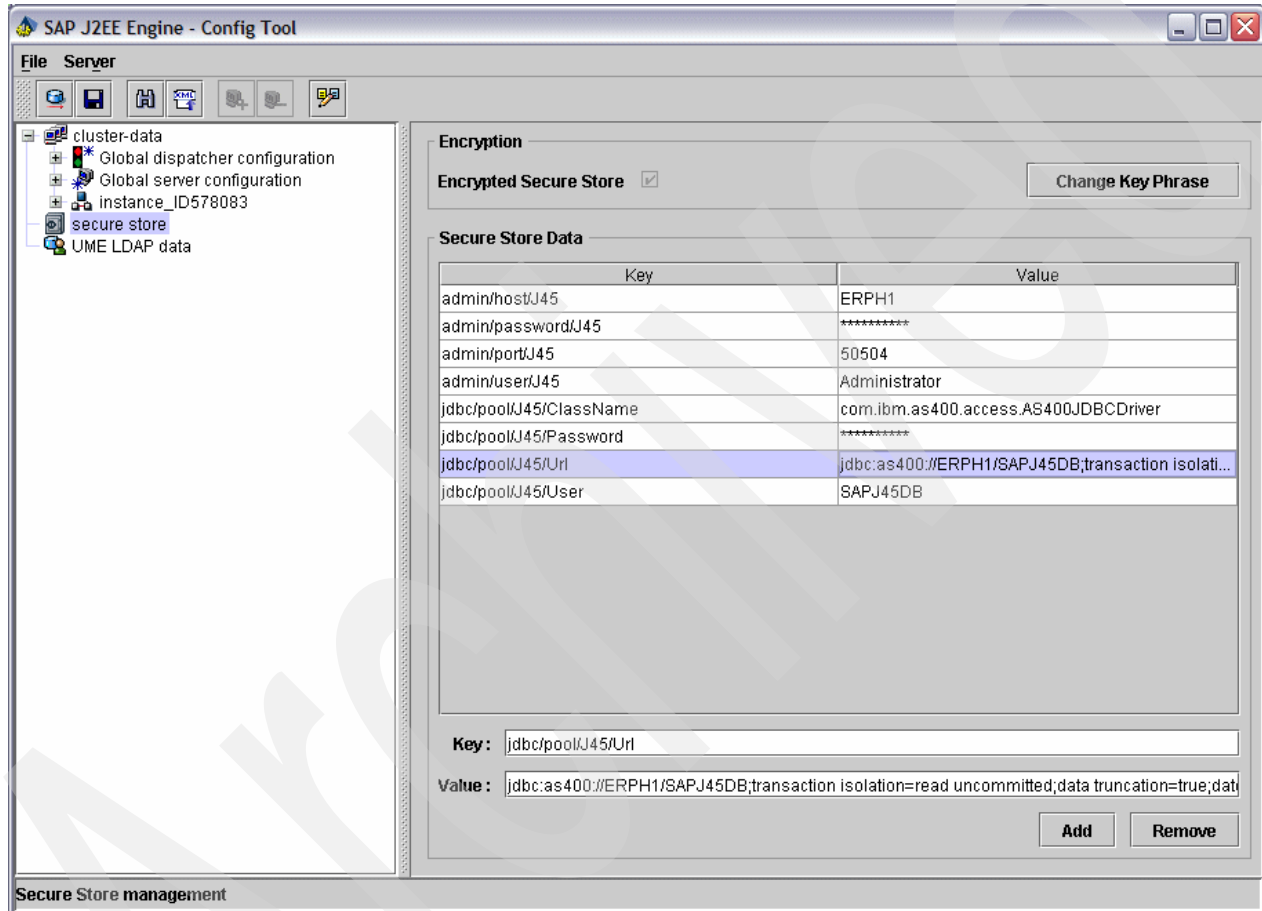 SAP J2EE Engine - Config Tool
File Server
cluster-data
Global dispatcher configuration
Global server configuration
instance_ID578083
secure store
UME LDAP data
Encryption
Encrypted Secure Store
Change Key Phrase
Secure Store Data
Key Value
admin/host/J45 ERPH1
admin/password/J45 **********
admin/port/J45 50504
admin/user/J45 Administrator
jdbc/pool/J45/ClassName com.ibm.as400.access.AS400JDBCDriver
jdbc/pool/J45/Password **********
jdbc/pool/J45/Url jdbc:as400://ERPH1/SAPJ45DB;transaction isolati...
jdbc/pool/J45/User SAPJ45DB
Key: jdbc/pool/J45/Url
Value: jdbc:as400://ERPH1/SAPJ45DB;transaction isolation=read uncommitted;data truncation=true;dat
Add Remove
Secure Store management
Archived